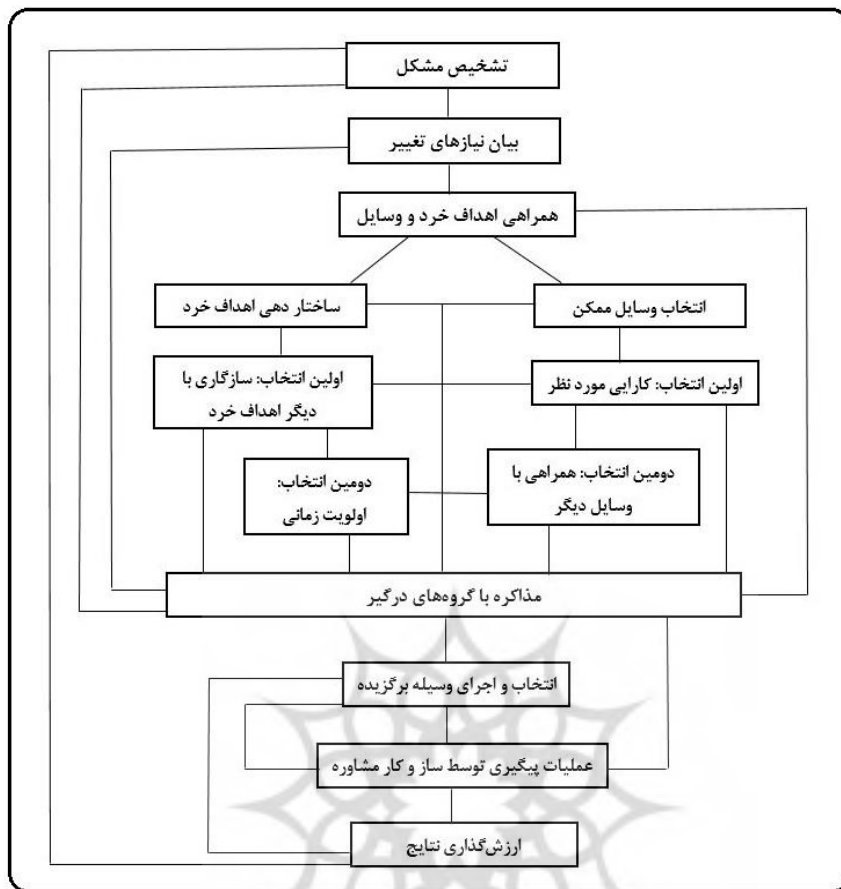 تشخیص مشکل
بیان نیازهای تغییر
همراهی اهداف خرد و وسایل
ساختار دهی اهداف خرد
انتخاب وسایل ممکن
اولین انتخاب: سازگاری با
دیگر اهداف خرد
اولین انتخاب: کارایی مورد نظر
دومین انتخاب:
اولویت زمانی
دومین انتخاب: همراهی با
وسایل دیگر
مذاکره با گروه‌های درگیر
انتخاب و اجرای وسیله برگزیده
عملیات پیگیری توسط ساز و کار مشاوره
ارزش‌گذاری نتایج